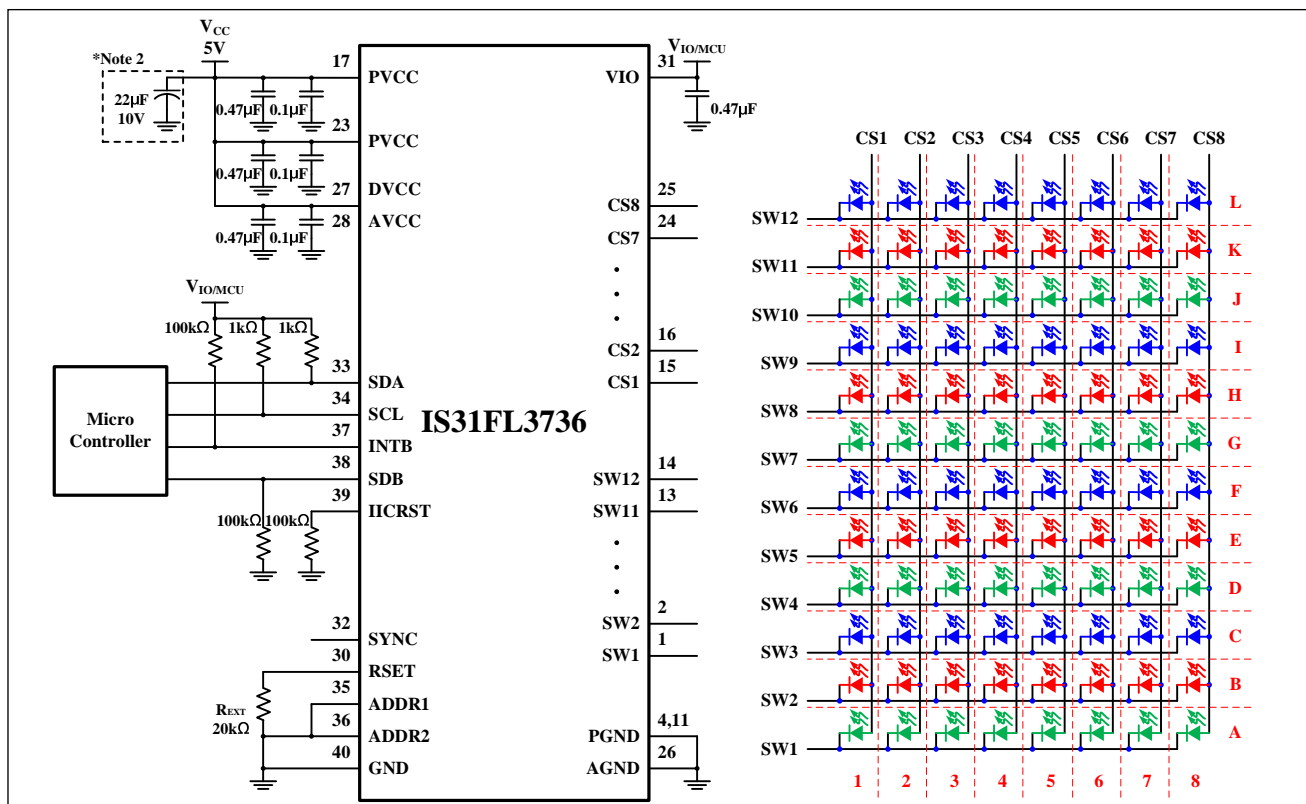 *Note 2
22µF
10V
VCC
5V
0.47µF
0.1µF
0.47µF
0.1µF
0.47µF
0.1µF
17
PVCC
23
PVCC
27
DVCC
28
AVCC
VIO/MCU
100kΩ
1kΩ
1kΩ
Micro
Controller
33
SDA
34
SCL
37
INTB
38
SDB
39
IICRST
100kΩ
100kΩ
32
SYNC
30
RSET
35
ADDR1
36
ADDR2
40
GND
REXT
20kΩ
IS31FL3736
31
VIO
VIO/MCU
0.47µF
25
CS8
24
CS7
16
CS2
15
CS1
14
SW12
13
SW11
2
SW2
1
SW1
4,11
PGND
26
AGND
CS1 CS2 CS3 CS4 CS5 CS6 CS7 CS8
SW12 L
SW11 K
SW10 J
SW9 I
SW8 H
SW7 G
SW6 F
SW5 E
SW4 D
SW3 C
SW2 B
SW1 A
1 2 3 4 5 6 7 8